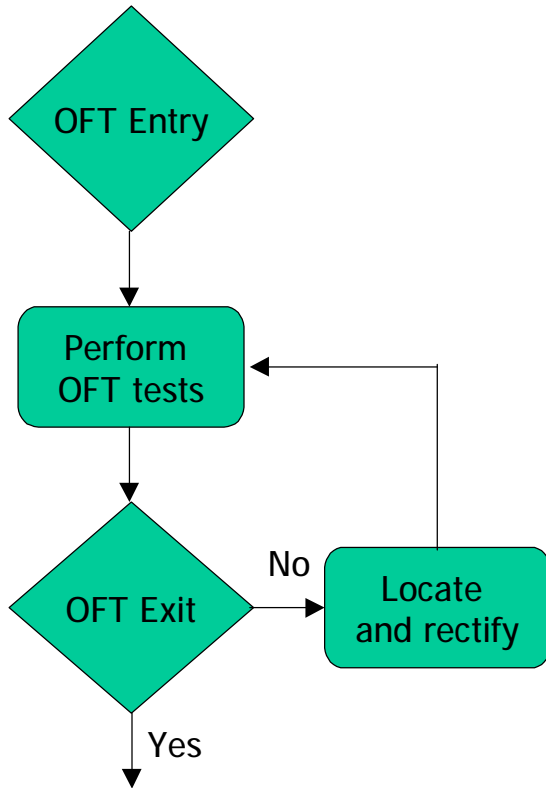 OFT Entry
Perform
OFT tests
No
OFT Exit
Locate
and rectify
Yes